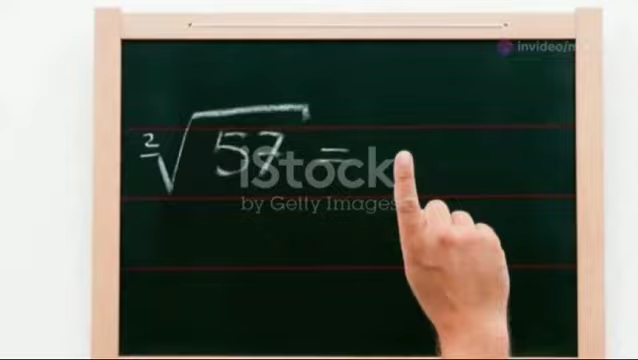 invideo/m
²√57 =
iStock
by Getty Images